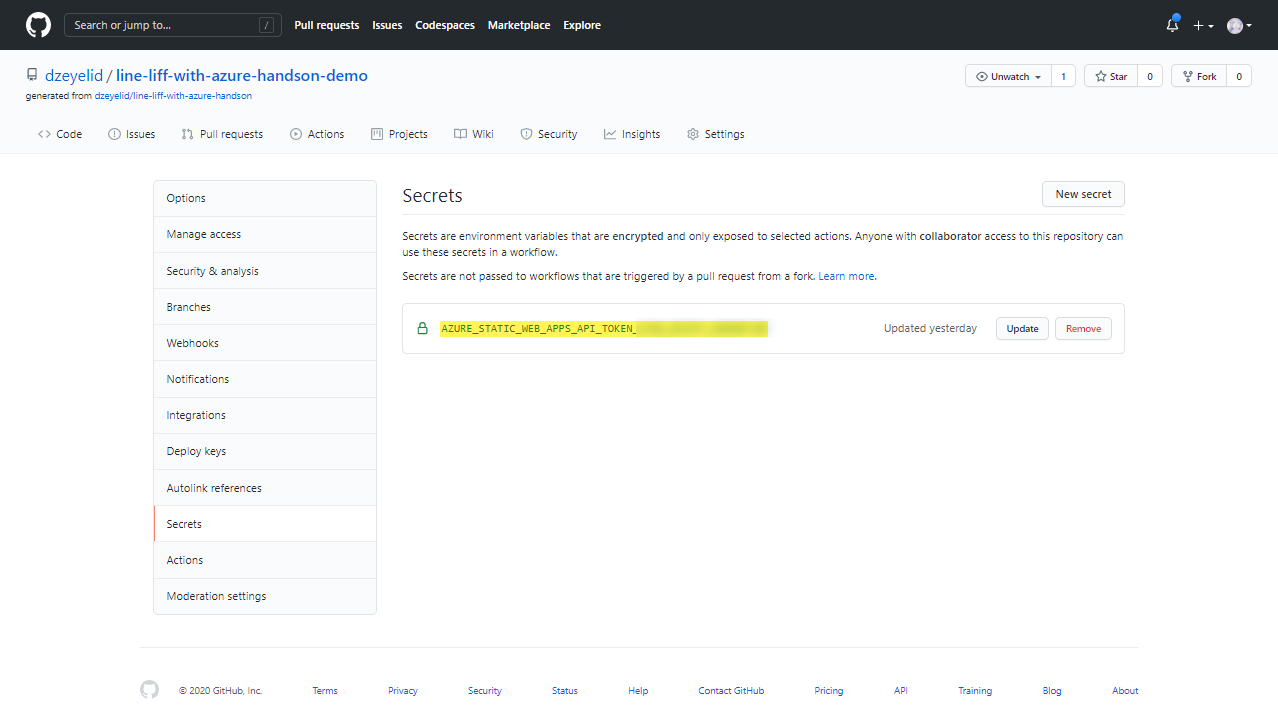 Search or jump to... /
Pull requests Issues Codespaces Marketplace Explore
dzeyelid / line-liff-with-azure-handson-demo
Unwatch 1 Star 0 Fork 0
generated from dzeyelid/line-liff-with-azure-handson
Code Issues Pull requests Actions Projects Wiki Security Insights Settings
Options
Manage access
Security & analysis
Branches
Webhooks
Notifications
Integrations
Deploy keys
Autolink references
Secrets
Actions
Moderation settings
Secrets
New secret
Secrets are environment variables that are encrypted and only exposed to selected actions. Anyone with collaborator access to this repository can
use these secrets in a workflow.
Secrets are not passed to workflows that are triggered by a pull request from a fork. Learn more.
AZURE_STATIC_WEB_APPS_API_TOKEN_
Updated yesterday Update Remove
© 2020 GitHub, Inc. Terms Privacy Security Status Help Contact GitHub Pricing API Training Blog About